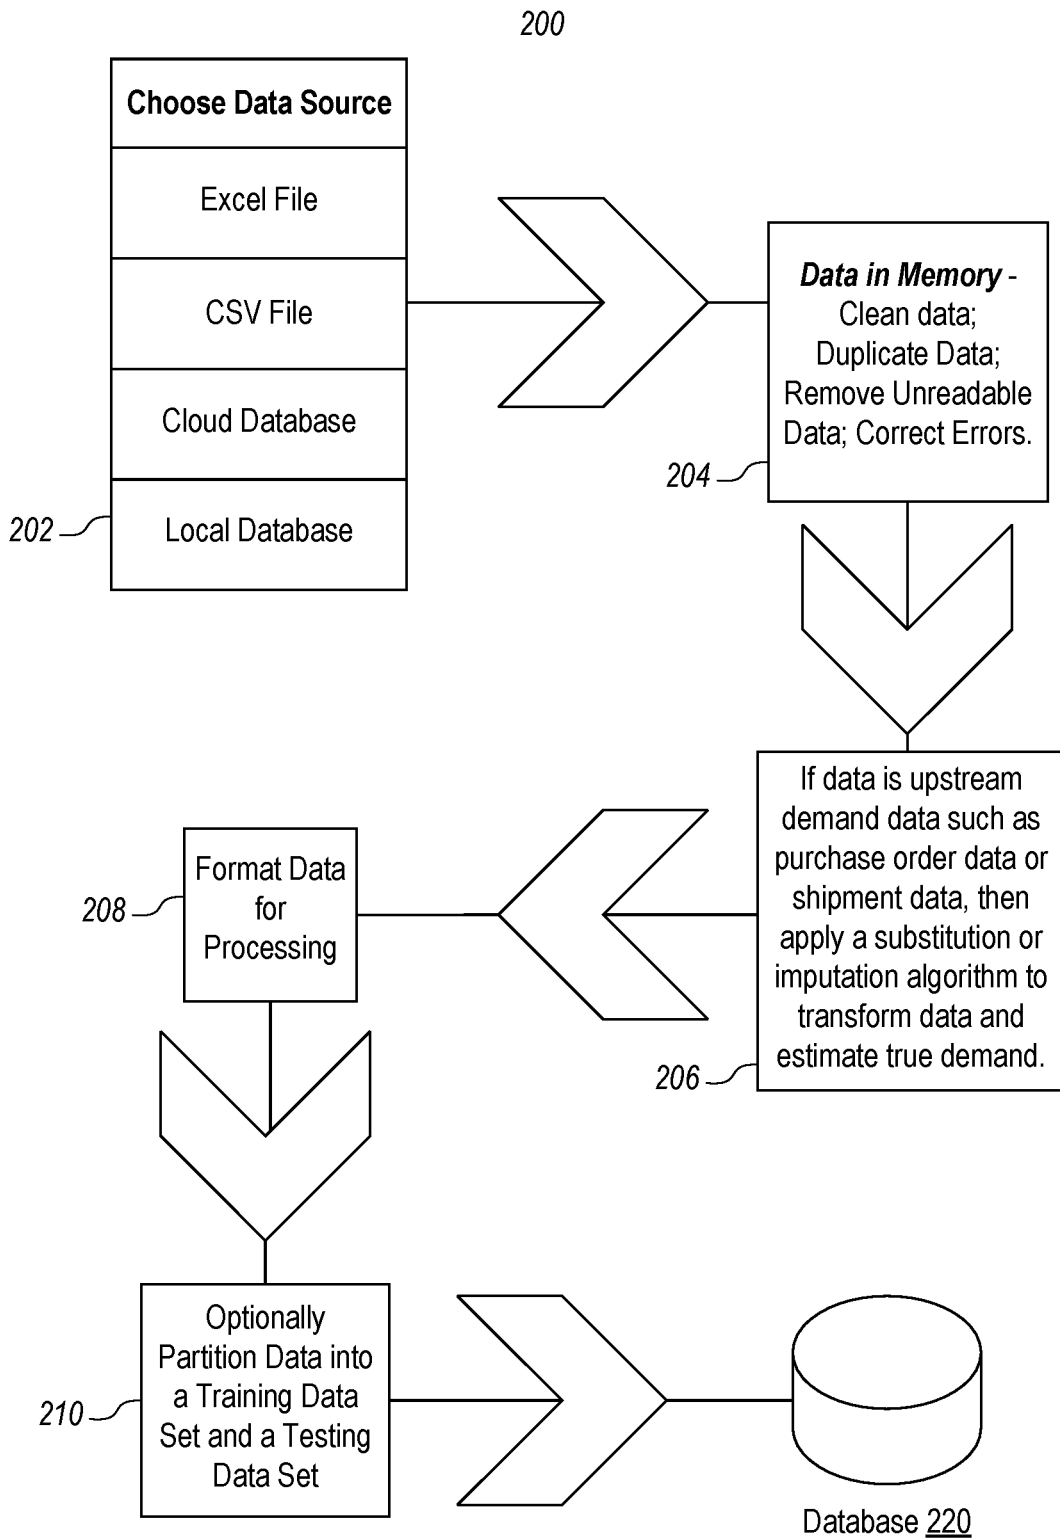 200
Choose Data Source
Excel File
CSV File
Cloud Database
Local Database
202
Data in Memory -
Clean data;
Duplicate Data;
Remove Unreadable
Data; Correct Errors.
204
If data is upstream
demand data such as
purchase order data or
shipment data, then
apply a substitution or
imputation algorithm to
transform data and
estimate true demand.
206
Format Data
for
Processing
208
Optionally
Partition Data into
a Training Data
Set and a Testing
Data Set
210
Database 220